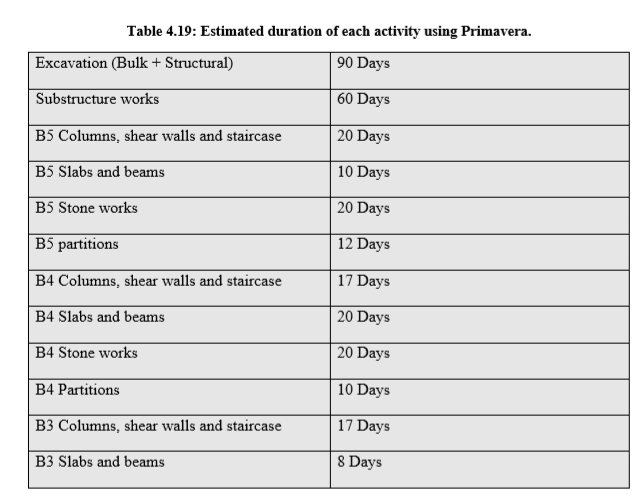 Table 4.19: Estimated duration of each activity using Primavera.
Excavation (Bulk + Structural) 90 Days
Substructure works 60 Days
B5 Columns, shear walls and staircase 20 Days
B5 Slabs and beams 10 Days
B5 Stone works 20 Days
B5 partitions 12 Days
B4 Columns, shear walls and staircase 17 Days
B4 Slabs and beams 20 Days
B4 Stone works 20 Days
B4 Partitions 10 Days
B3 Columns, shear walls and staircase 17 Days
B3 Slabs and beams 8 Days